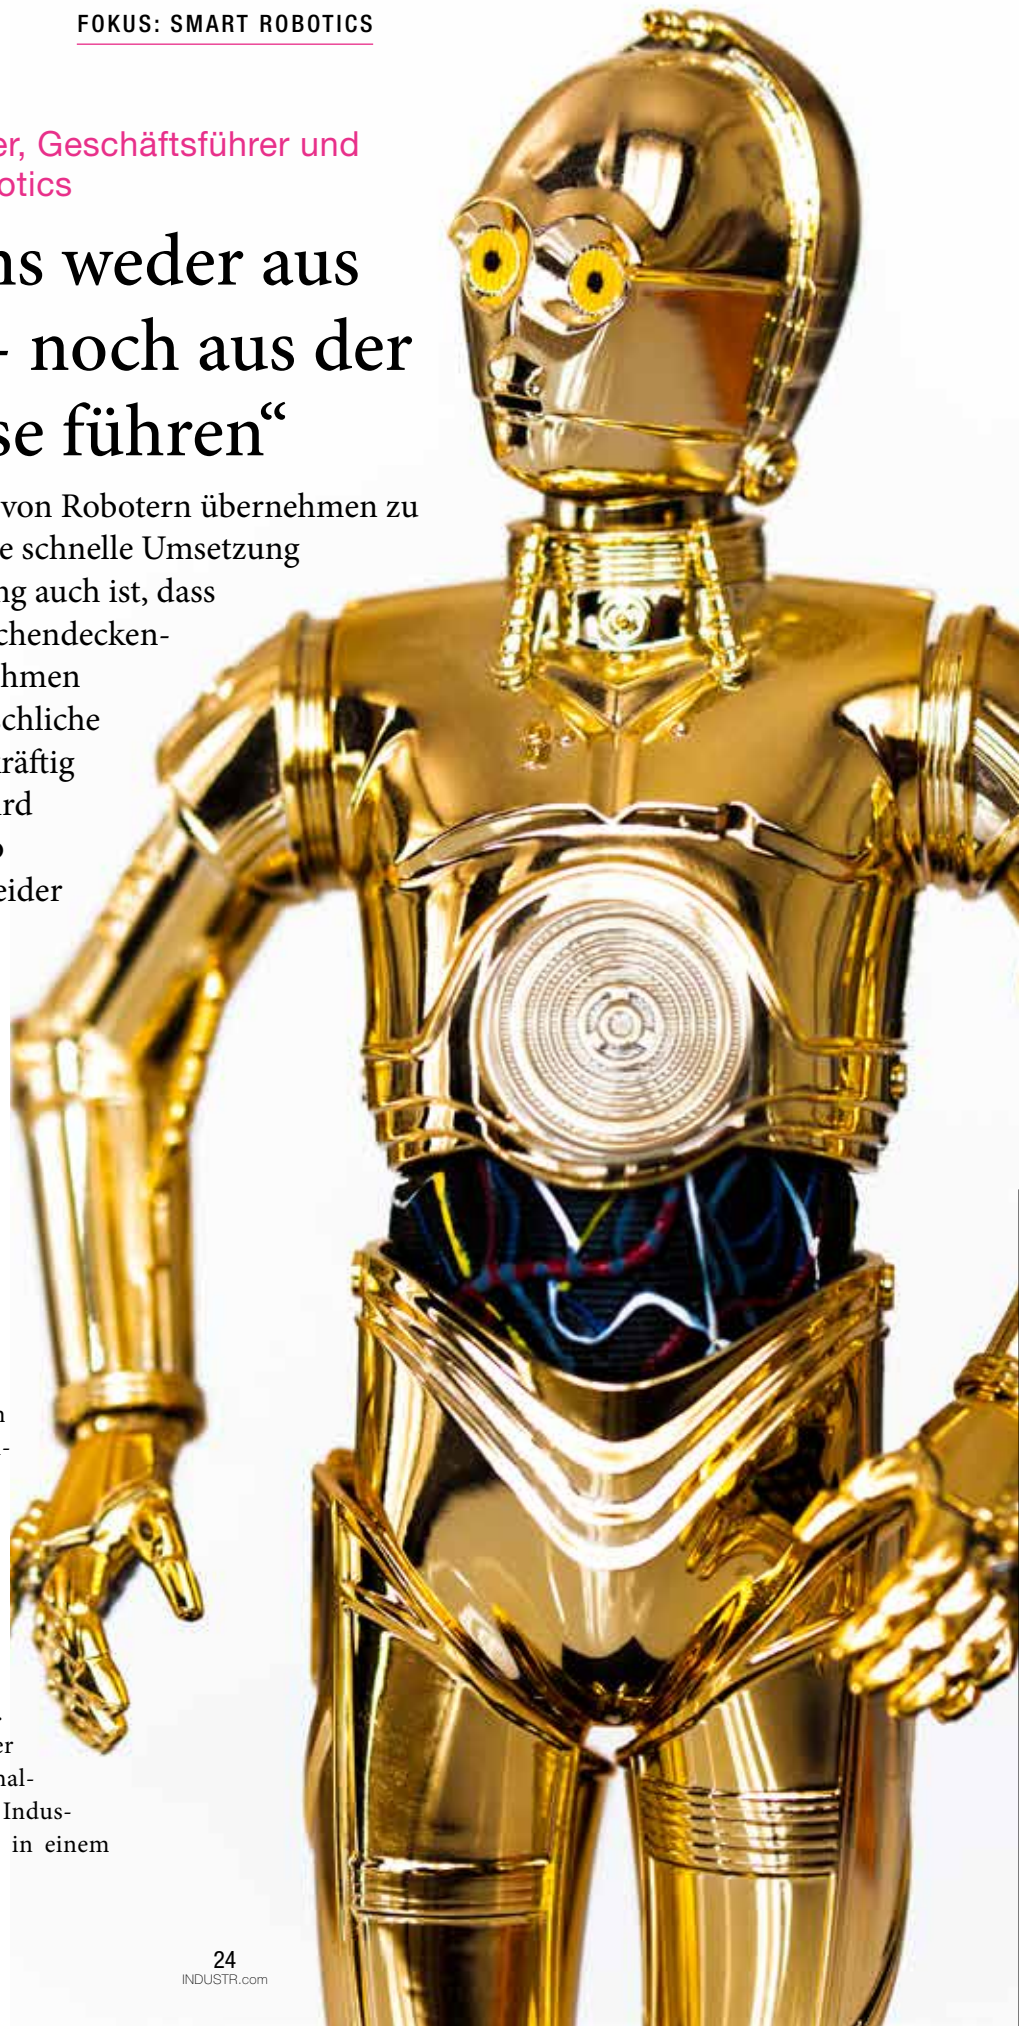 FOKUS: SMART ROBOTICS
er, Geschäftsführer und
otics
ns weder aus
- noch aus der
se führen“
von Robotern übernehmen zu
e schnelle Umsetzung
ng auch ist, dass
chendecken-
hmen
chliche
räftig
ird
eider
n
er
nal-
Indus-
in einem
24
INDUSTR.com